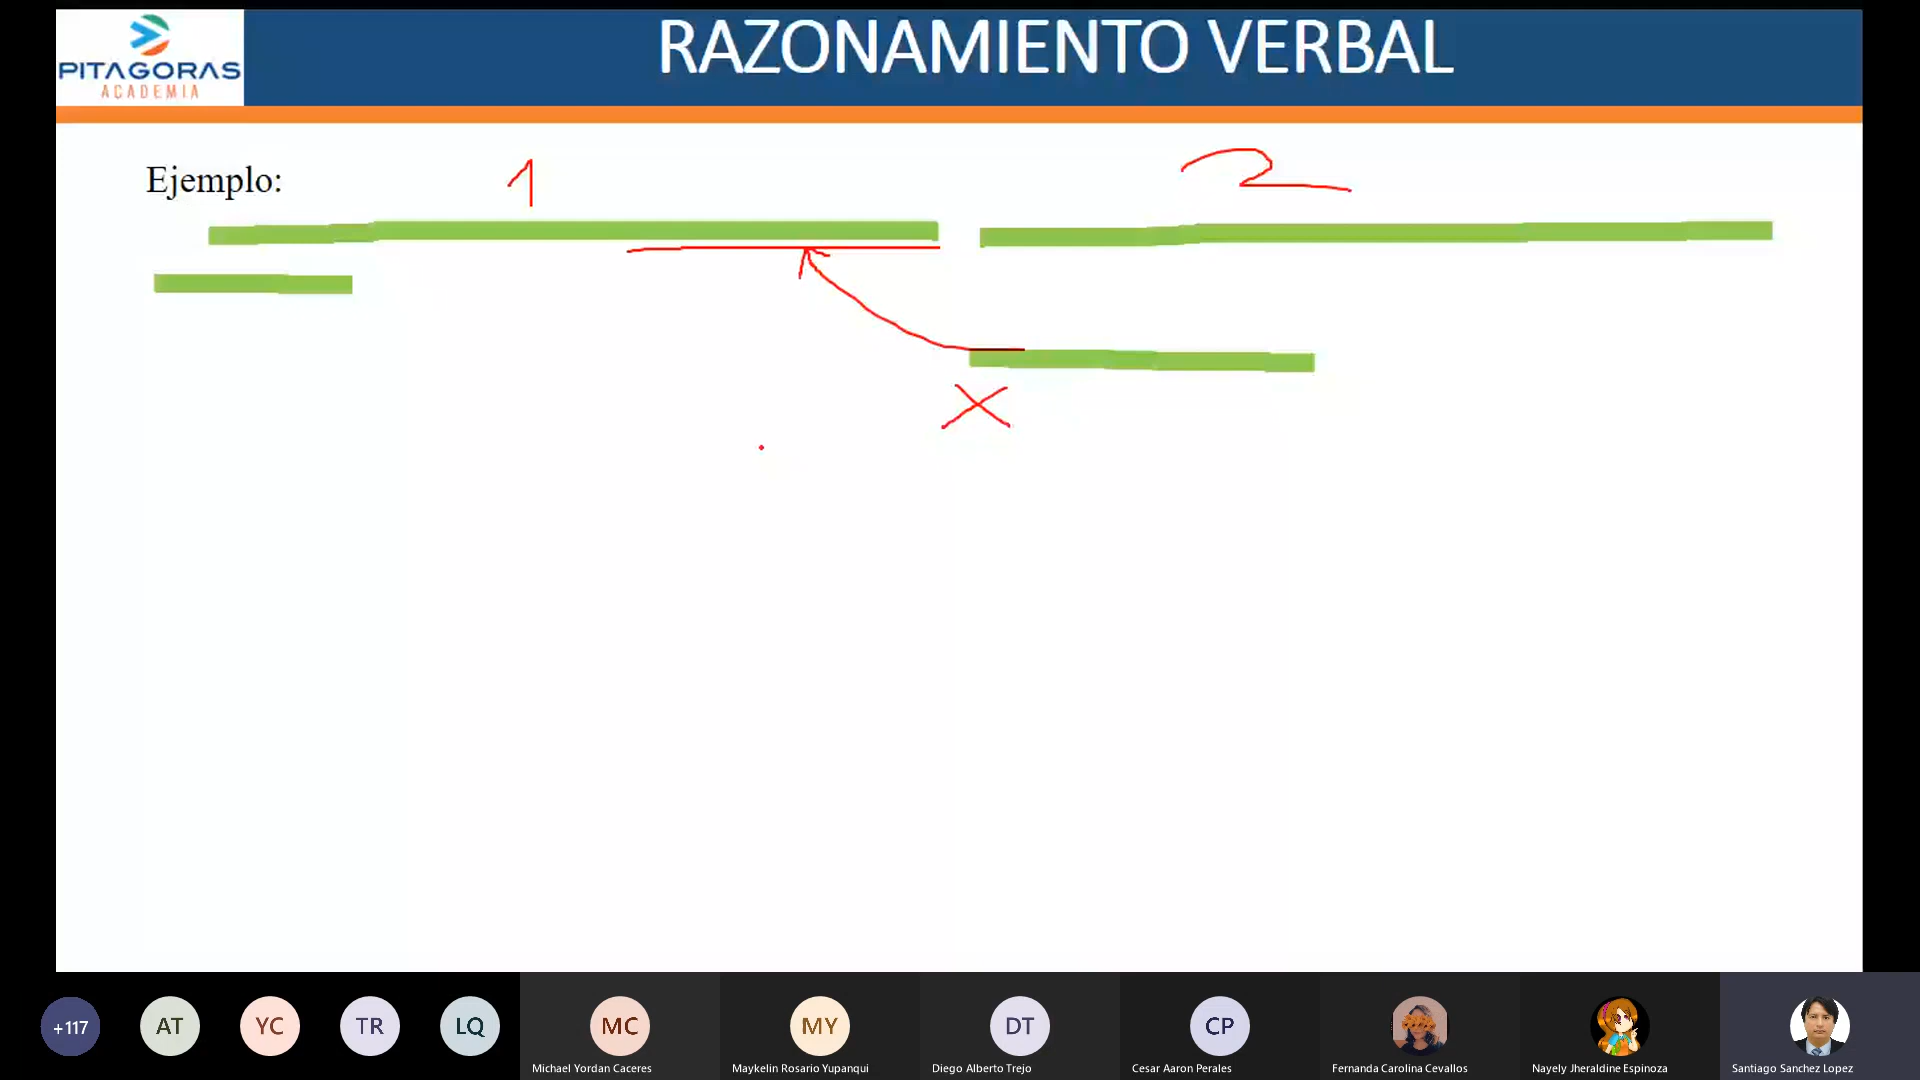 RAZONAMIENTO VERBAL
PITAGORAS
ACADEMIA
Ejemplo:
1
2
X
+117
AT
YC
TR
LQ
MC
MY
DT
CP
Michael Yordan Caceres
Maykelin Rosario Yupanqui
Diego Alberto Trejo
Cesar Aaron Perales
Fernanda Carolina Cevallos
Nayely Jheraldine Espinoza
Santiago Sanchez Lopez